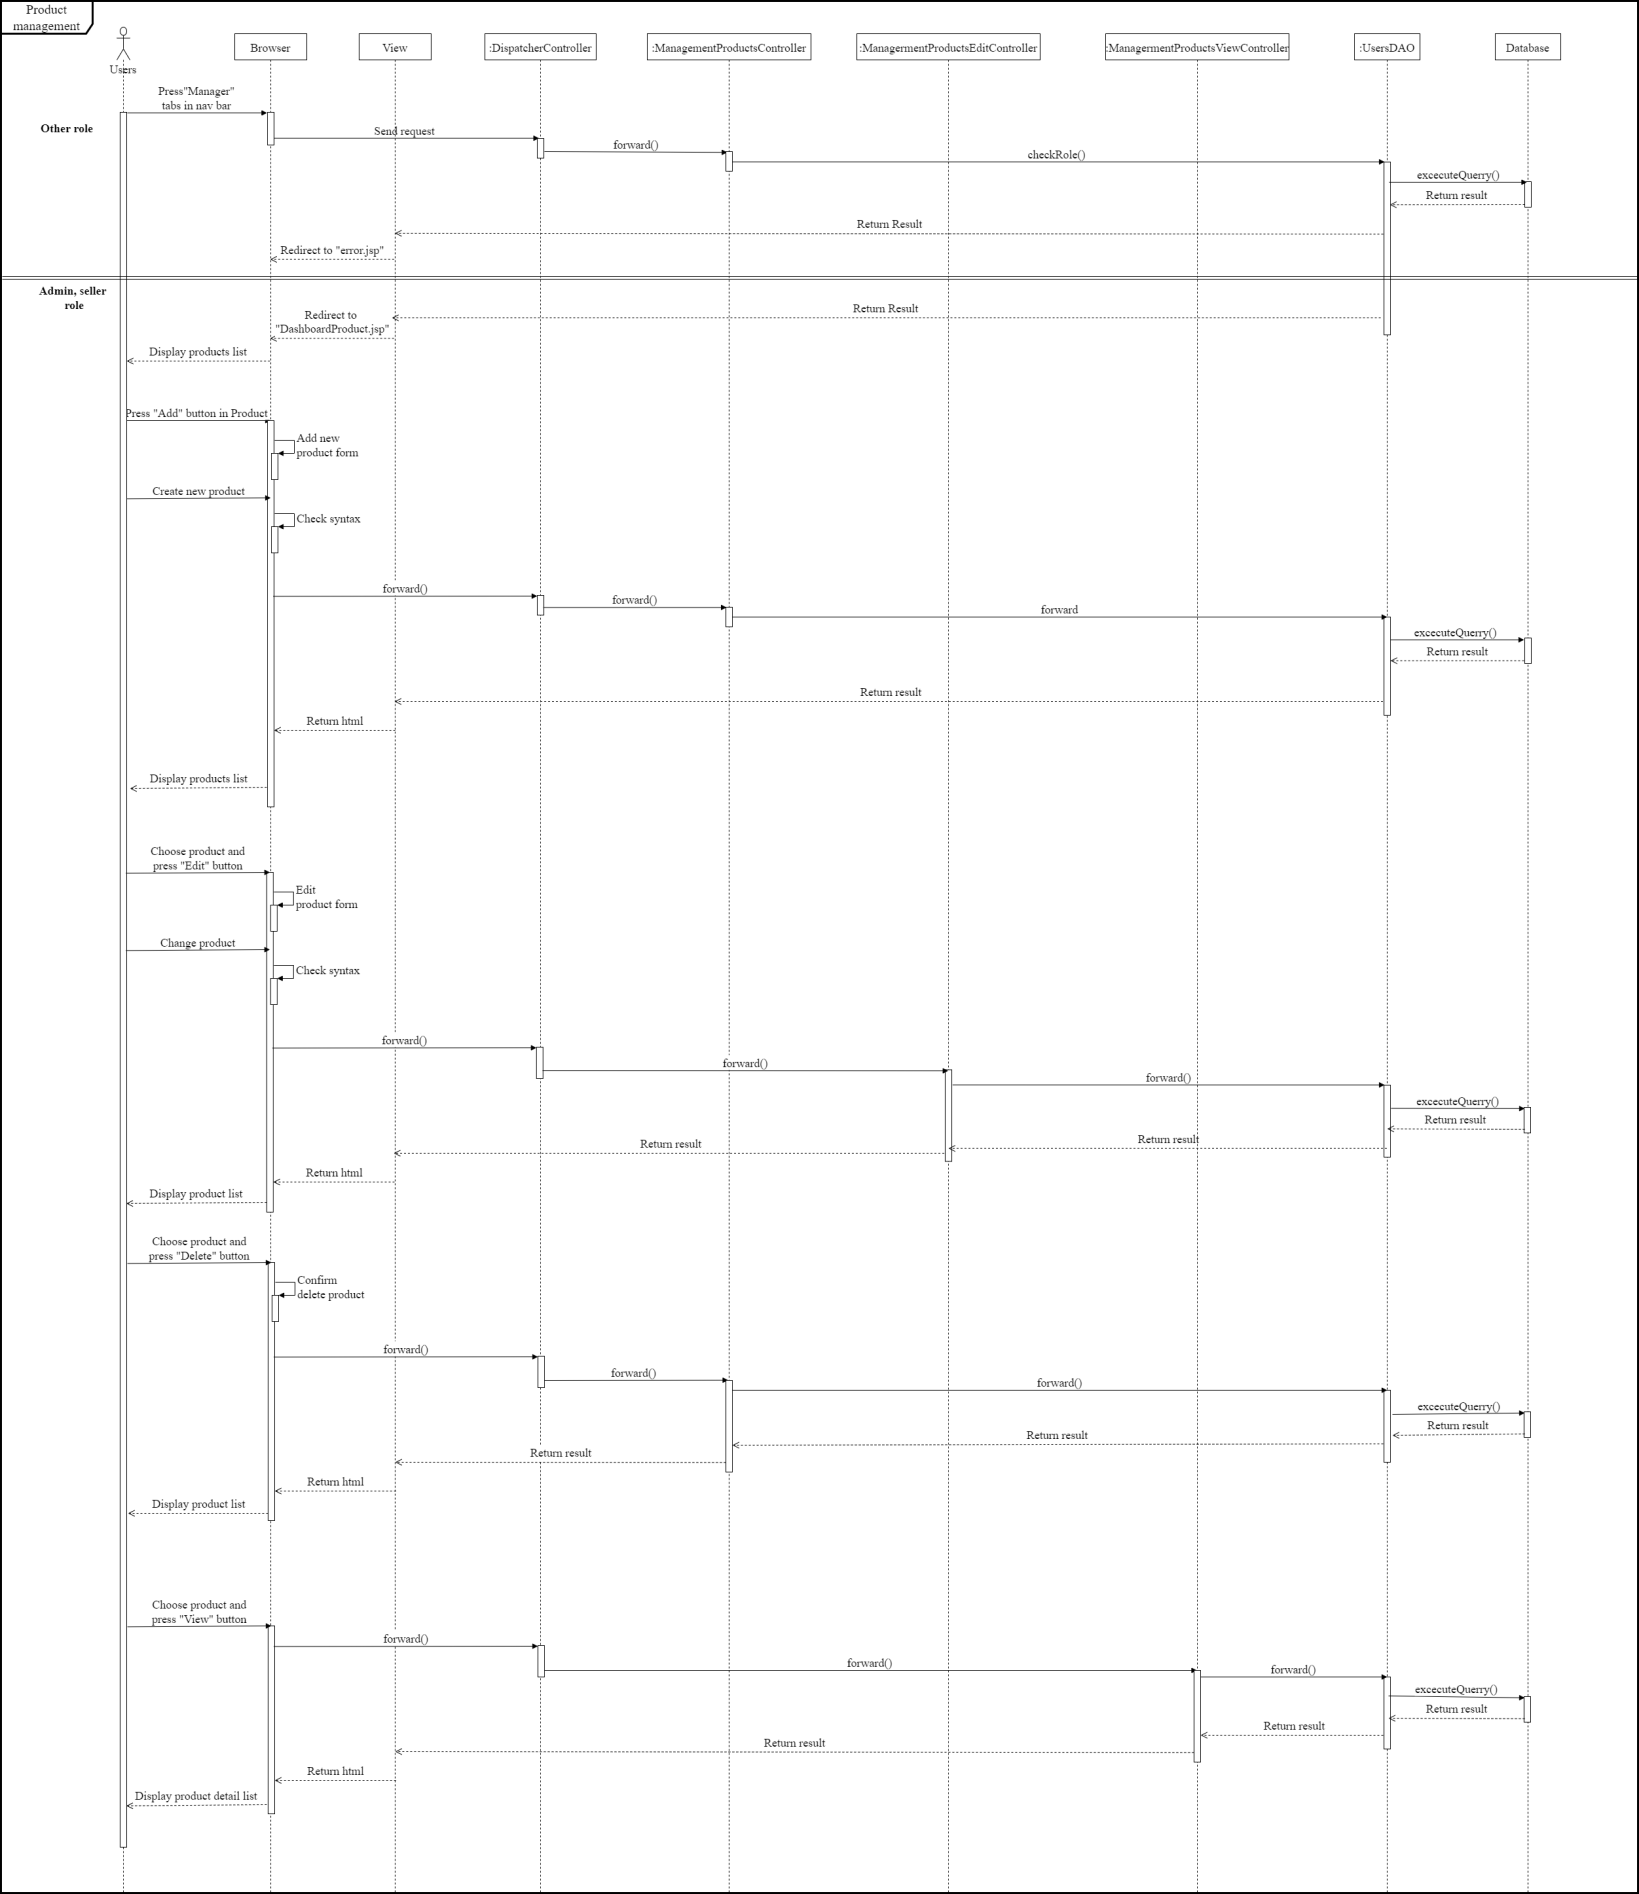 Product
management
Users
Browser
View
:DispatcherController
:ManagementProductsController
:ManagermentProductsEditController
:ManagermentProductsViewController
:UsersDAO
Database
Press"Manager"
tabs in nav bar
Other role
Send request
forward()
checkRole()
excecuteQuerry()
Return result
Return Result
Redirect to "error.jsp"
Admin, seller
role
Return Result
Redirect to
"DashboardProduct.jsp"
Display products list
Press "Add" button in Product
Add new
product form
Create new product
Check syntax
forward()
forward()
forward
excecuteQuerry()
Return result
Return result
Return html
Display products list
Choose product and
press "Edit" button
Edit
product form
Change product
Check syntax
forward()
forward()
forward()
excecuteQuerry()
Return result
Return result
Return result
Return html
Display product list
Choose product and
press "Delete" button
Confirm
delete product
forward()
forward()
forward()
excecuteQuerry()
Return result
Return result
Return result
Return html
Display product list
Choose product and
press "View" button
forward()
forward()
forward()
excecuteQuerry()
Return result
Return result
Return result
Return html
Display product detail list